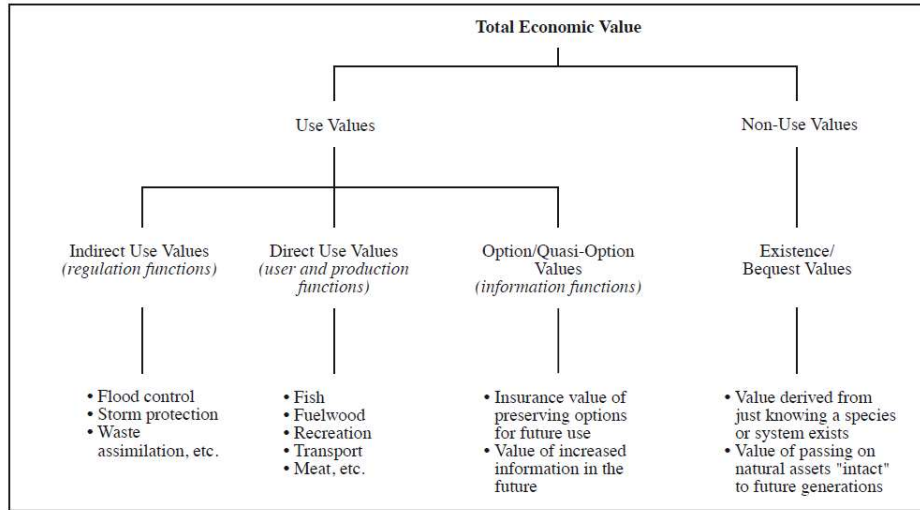 Total Economic Value
Use Values
Non-Use Values
Indirect Use Values
(regulation functions)
Direct Use Values
(user and production
functions)
Option/Quasi-Option
Values
(information functions)
Existence/
Bequest Values
• Flood control
• Storm protection
• Waste
assimilation, etc.
• Fish
• Fuelwood
• Recreation
• Transport
• Meat, etc.
• Insurance value of
preserving options
for future use
• Value of increased
information in the
future
• Value derived from
just knowing a species
or system exists
• Value of passing on
natural assets "intact"
to future generations